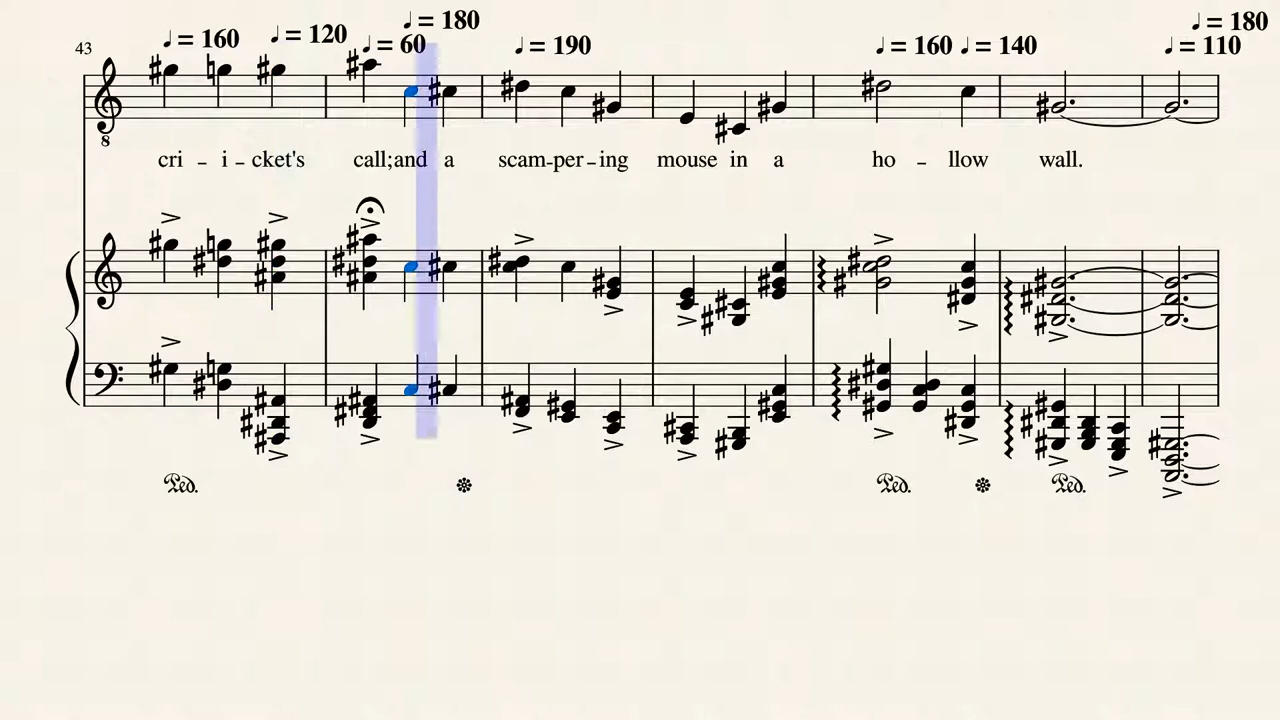 ♩ = 180 ♩ = 180
43 ♩ = 160 ♩ = 120 ♩ = 60 ♩ = 190 ♩ = 160 ♩ = 140 ♩ = 110
8
cri – i – cket's call; and a scam-per-ing mouse in a ho – llow wall.
Ped. * Ped. * Ped.